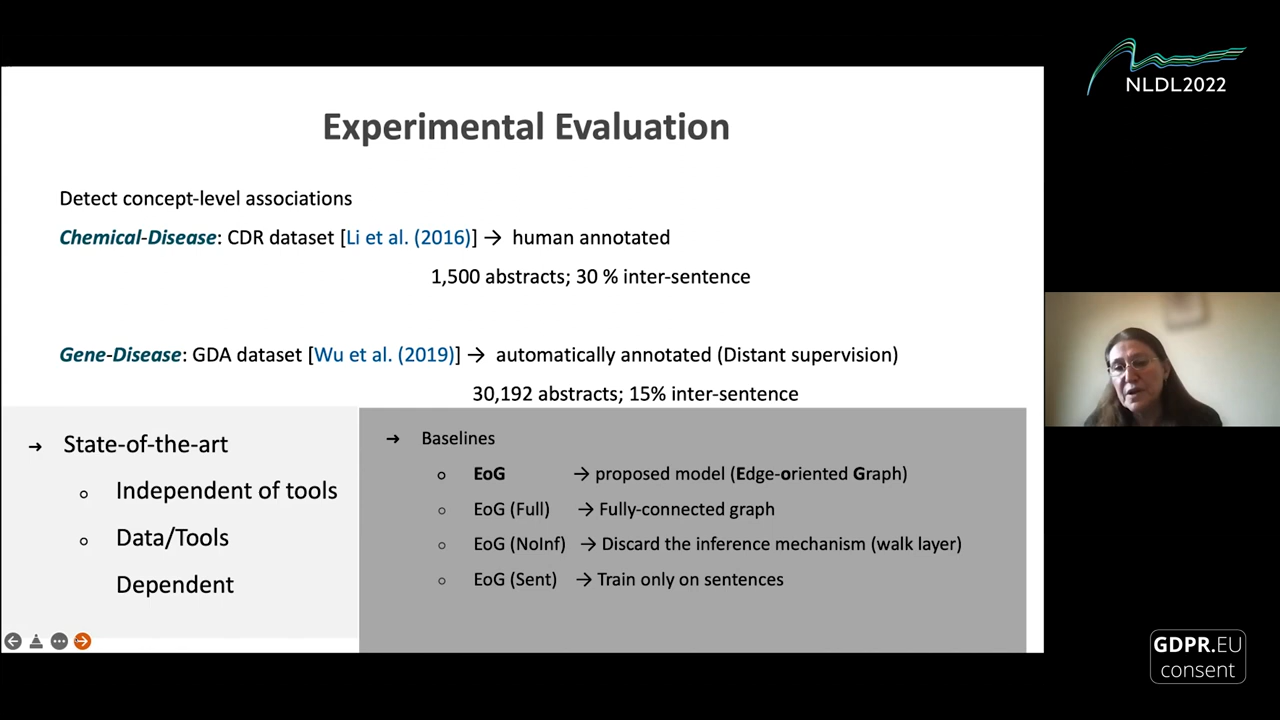 NLDL2022
Experimental Evaluation
Detect concept-level associations
Chemical-Disease: CDR dataset [Li et al. (2016)] → human annotated
1,500 abstracts; 30 % inter-sentence
Gene-Disease: GDA dataset [Wu et al. (2019)] → automatically annotated (Distant supervision)
30,192 abstracts; 15% inter-sentence
→ State-of-the-art
○ Independent of tools
○ Data/Tools
Dependent
→ Baselines
○ EoG → proposed model (Edge-oriented Graph)
○ EoG (Full) → Fully-connected graph
○ EoG (NoInf) → Discard the inference mechanism (walk layer)
○ EoG (Sent) → Train only on sentences
GDPR.EU
consent